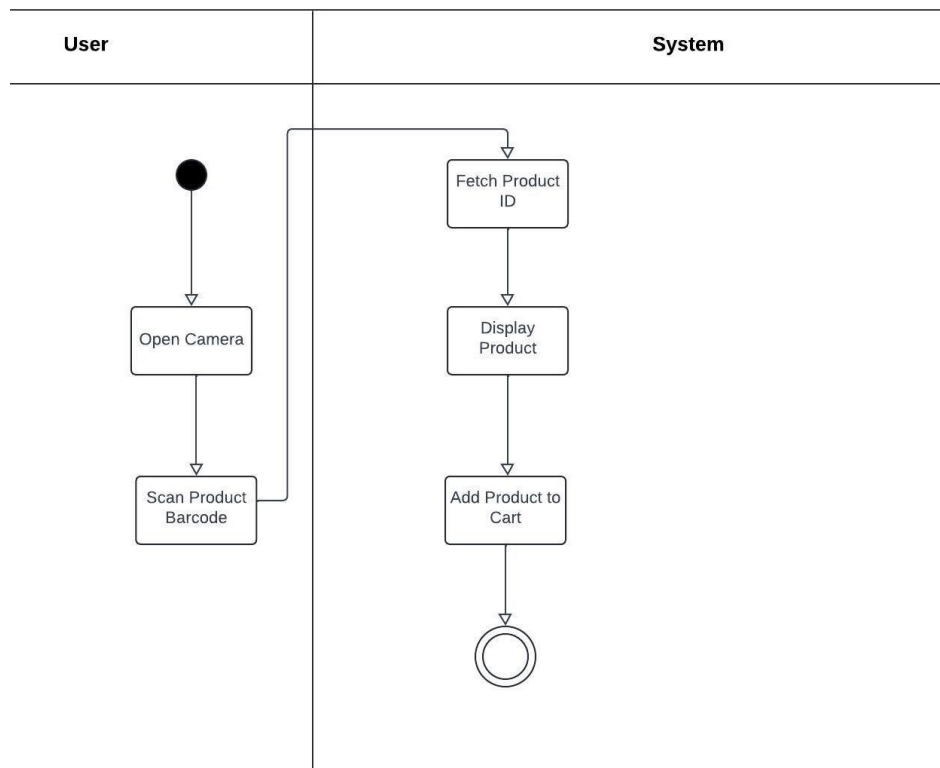 User
System
Open Camera
Scan Product
Barcode
Fetch Product
ID
Display
Product
Add Product to
Cart